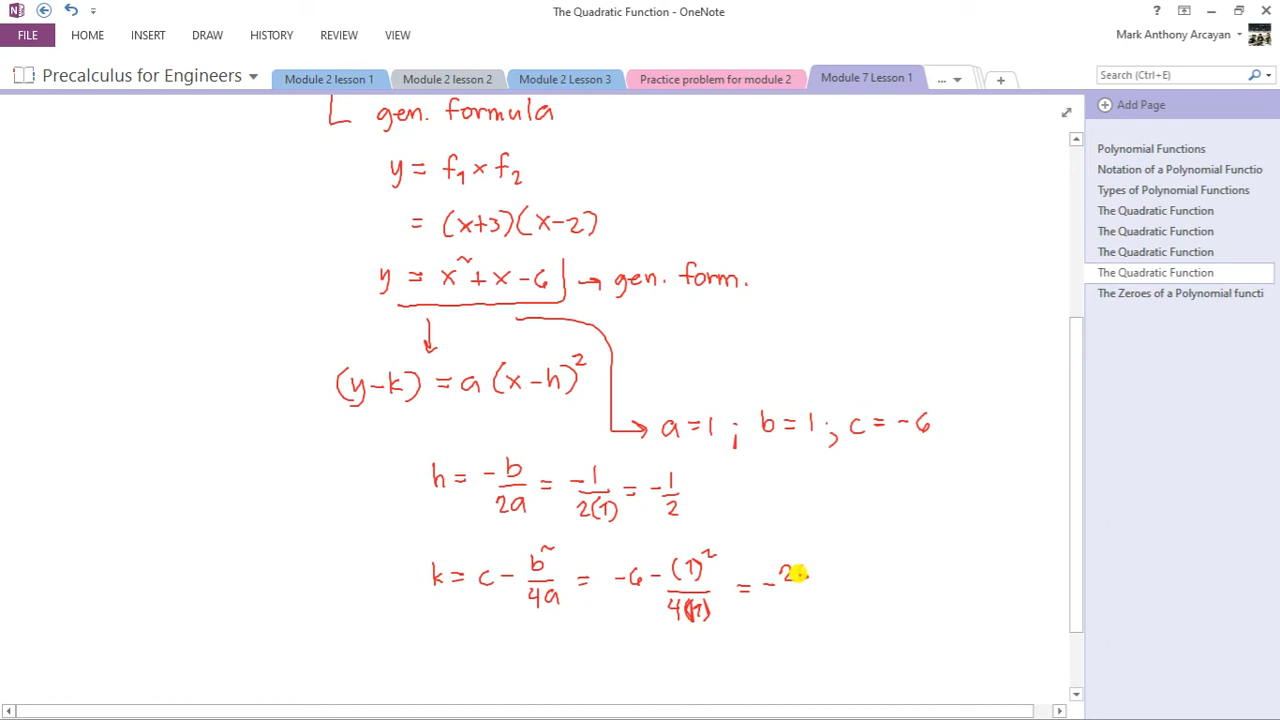 The Quadratic Function - OneNote
FILE HOME INSERT DRAW HISTORY REVIEW VIEW Mark Anthony Arcayan
Precalculus for Engineers Module 2 lesson 1 Module 2 lesson 2 Module 2 Lesson 3 Practice problem for module 2 Module 7 Lesson 1 ... + Search (Ctrl+E)
Add Page
Polynomial Functions
Notation of a Polynomial Functio
Types of Polynomial Functions
The Quadratic Function
The Quadratic Function
The Quadratic Function
The Quadratic Function
The Zeroes of a Polynomial functi
gen. formula
y = f₁ x f₂
= (x+3)(x-2)
y = x² + x - 6 → gen. form.
(y-k) = a (x-h)²
a = 1 ; b = 1 ; c = -6
h = -b/2a = -1/2(1) = -1/2
k = c - b²/4a = -6 - (1)²/4(1) = -2